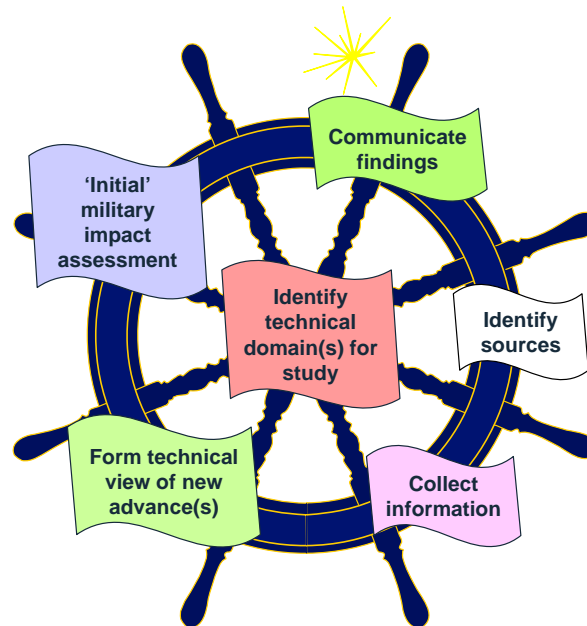 Communicate
findings
‘Initial’
military
impact
assessment
Identify
technical
domain(s) for
study
Identify
sources
Form technical
view of new
advance(s)
Collect
information